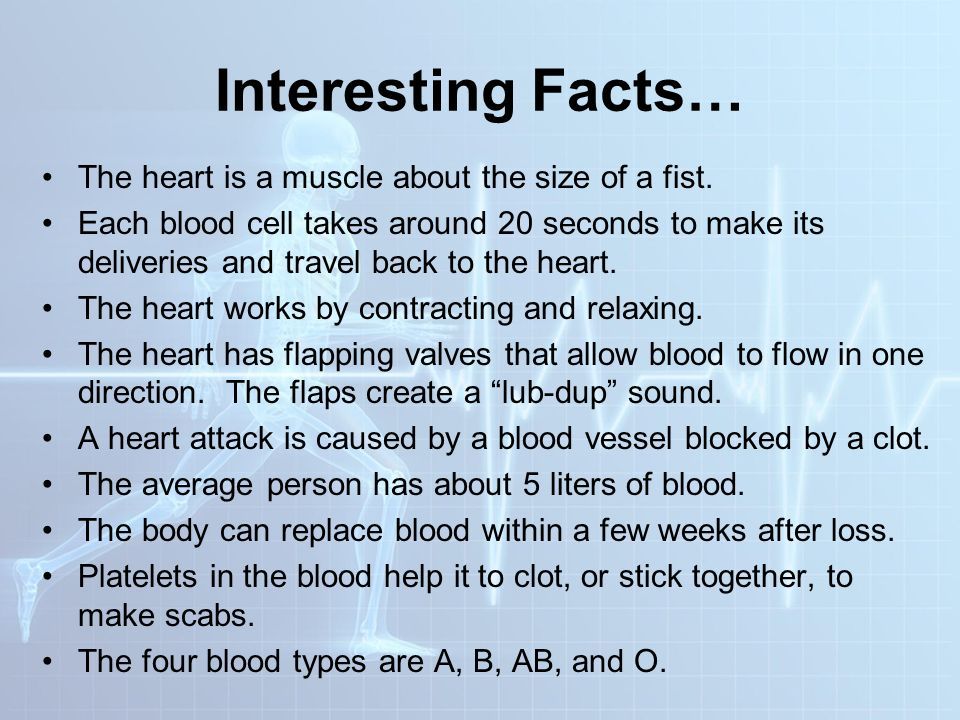 Interesting Facts…
• The heart is a muscle about the size of a fist.
• Each blood cell takes around 20 seconds to make its
deliveries and travel back to the heart.
• The heart works by contracting and relaxing.
• The heart has flapping valves that allow blood to flow in one
direction.  The flaps create a “lub-dup” sound.
• A heart attack is caused by a blood vessel blocked by a clot.
• The average person has about 5 liters of blood.
• The body can replace blood within a few weeks after loss.
• Platelets in the blood help it to clot, or stick together, to
make scabs.
• The four blood types are A, B, AB, and O.